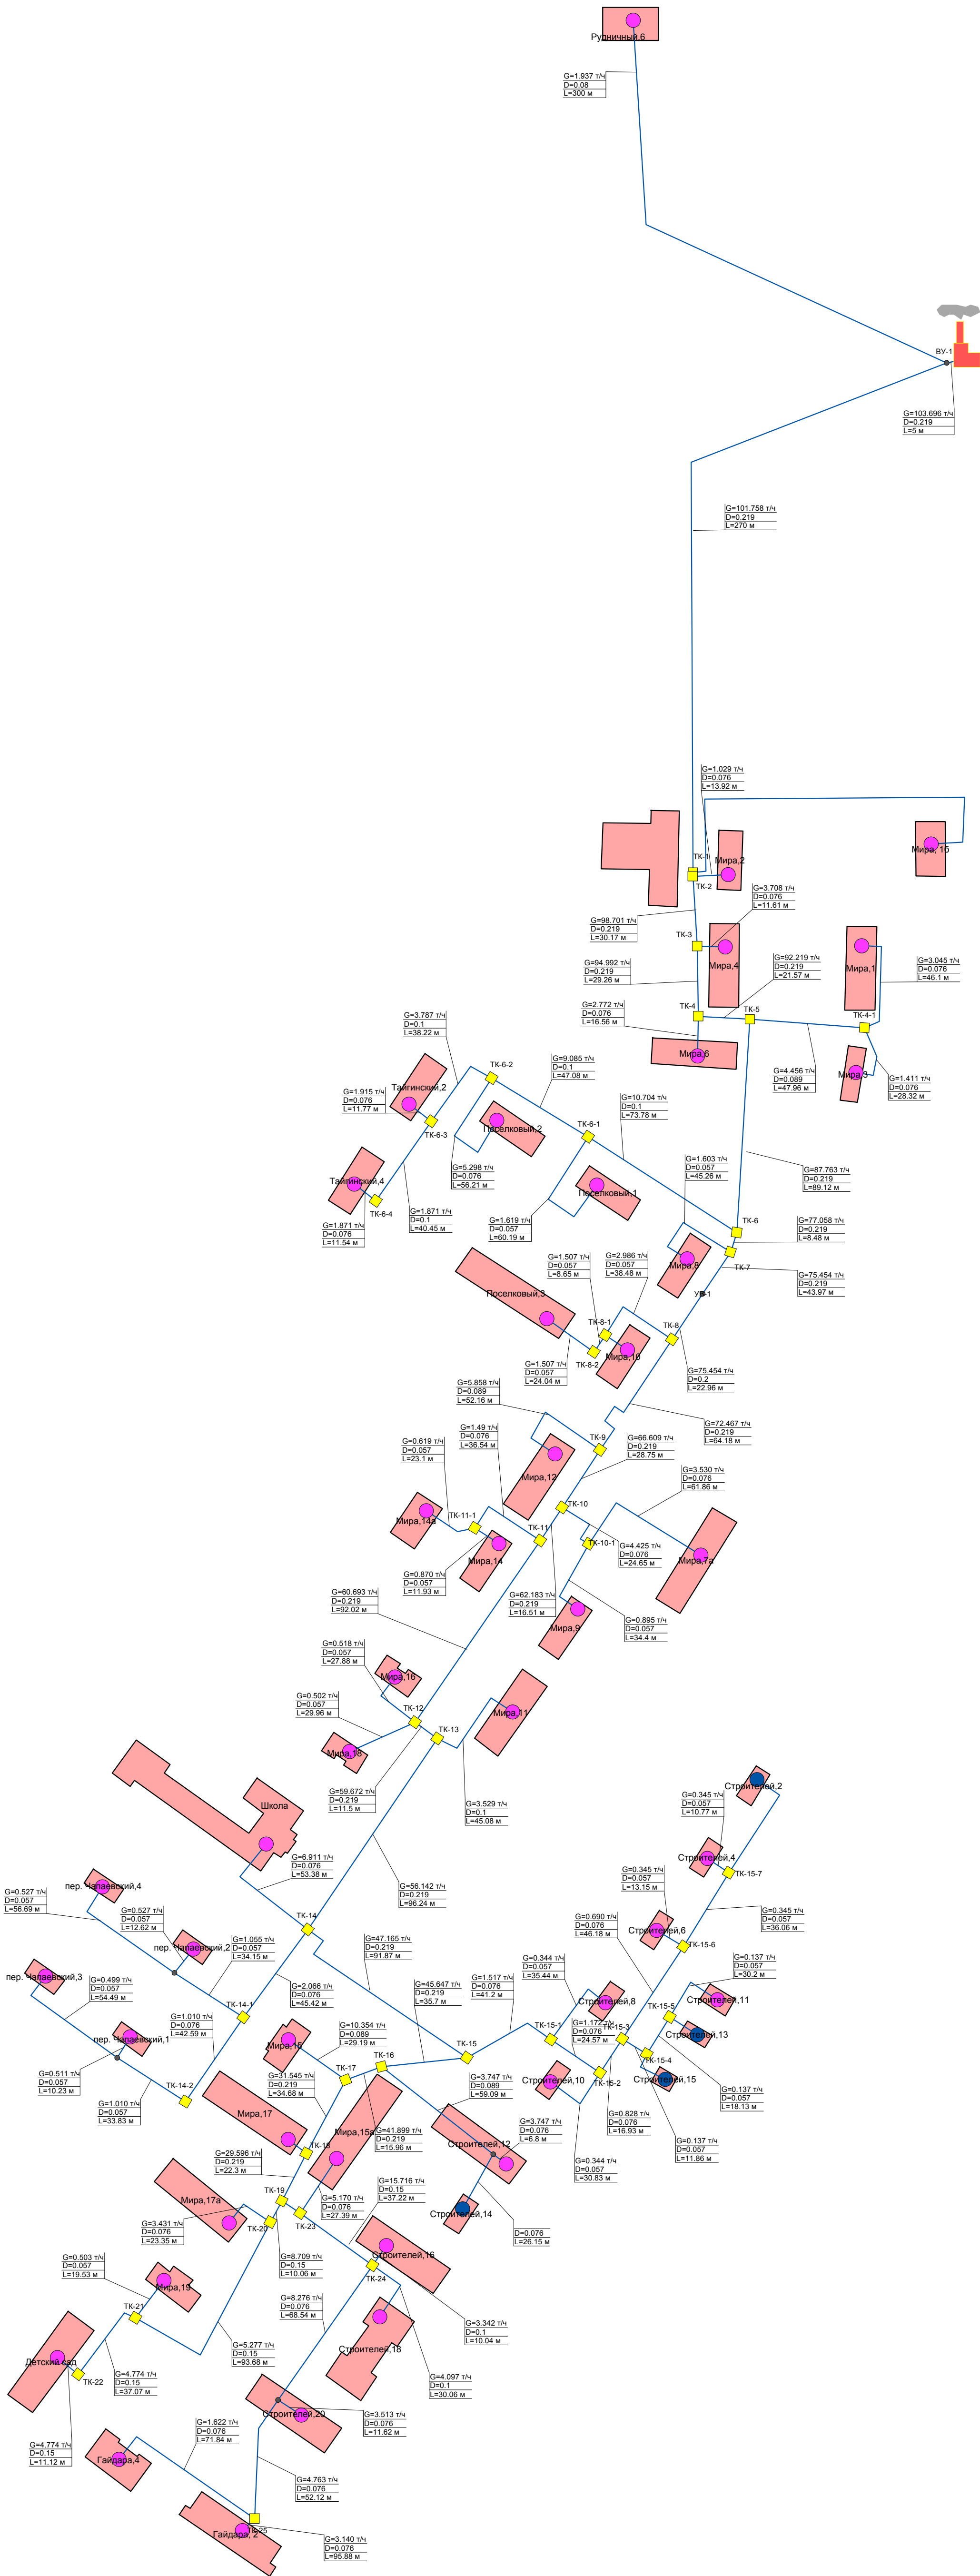 Рудничный,6
G=1.937 т/ч
D=0.08
L=300 м
ВУ-1
G=103.696 т/ч
D=0.219
L=5 м
G=101.758 т/ч
D=0.219
L=270 м
G=1.029 т/ч
D=0.076
L=13.92 м
ТК-1
Мира,2
Мира, 1б
ТК-2
G=3.708 т/ч
D=0.076
L=11.61 м
G=98.701 т/ч
D=0.219
L=30.17 м
ТК-3
Мира,4
Мира,1
G=92.219 т/ч
D=0.219
L=21.57 м
G=3.045 т/ч
D=0.076
L=46.1 м
G=94.992 т/ч
D=0.219
L=29.26 м
G=2.772 т/ч
D=0.076
L=16.56 м
ТК-4
ТК-5
ТК-4-1
Мира,6
Мира,3
G=3.787 т/ч
D=0.1
L=38.22 м
G=9.085 т/ч
D=0.1
L=47.08 м
G=4.456 т/ч
D=0.089
L=47.96 м
G=1.411 т/ч
D=0.076
L=28.32 м
ТК-6-2
Таигинский,2
G=1.915 т/ч
D=0.076
L=11.77 м
G=10.704 т/ч
D=0.1
L=73.78 м
Поселковый,2
ТК-6-1
ТК-6-3
G=5.298 т/ч
D=0.076
L=56.21 м
G=1.603 т/ч
D=0.057
L=45.26 м
G=87.763 т/ч
D=0.219
L=89.12 м
Таигинский,4
Поселковый,1
ТК-6-4
G=1.871 т/ч
D=0.076
L=11.54 м
G=1.871 т/ч
D=0.1
L=40.45 м
G=1.619 т/ч
D=0.057
L=60.19 м
ТК-6
G=77.058 т/ч
D=0.219
L=8.48 м
ТК-7
G=1.507 т/ч
D=0.057
L=8.65 м
G=2.986 т/ч
D=0.057
L=38.48 м
Мира,8
G=75.454 т/ч
D=0.219
L=43.97 м
Поселковый,3
ТК-8-1
ТК-8
ТК-8-2
Мира,10
G=1.507 т/ч
D=0.057
L=24.04 м
G=75.454 т/ч
D=0.2
L=22.96 м
G=5.858 т/ч
D=0.089
L=52.16 м
G=72.467 т/ч
D=0.219
L=64.18 м
G=1.49 т/ч
D=0.076
L=36.54 м
G=0.619 т/ч
D=0.057
L=23.1 м
ТК-9
G=66.609 т/ч
D=0.219
L=28.75 м
G=3.530 т/ч
D=0.076
L=61.86 м
Мира,12
ТК-10
Мира,14а
ТК-11-1
ТК-11
ТК-10-1
G=4.425 т/ч
D=0.076
L=24.65 м
Мира,14
Мира,7а
G=0.870 т/ч
D=0.057
L=11.93 м
G=60.693 т/ч
D=0.219
L=92.02 м
G=62.183 т/ч
D=0.219
L=16.51 м
Мира,9
G=0.895 т/ч
D=0.057
L=34.4 м
G=0.518 т/ч
D=0.057
L=27.88 м
Мира,16
G=0.502 т/ч
D=0.057
L=29.96 м
ТК-12
Мира,11
ТК-13
Мира,18
G=59.672 т/ч
D=0.219
L=11.5 м
G=3.529 т/ч
D=0.1
L=45.08 м
Строителей,2
G=0.345 т/ч
D=0.057
L=10.77 м
Школа
G=6.911 т/ч
D=0.076
L=53.38 м
Строителей,4
ТК-15-7
G=0.345 т/ч
D=0.057
L=13.15 м
пер. Чапаевский,4
G=0.527 т/ч
D=0.057
L=56.69 м
G=56.142 т/ч
D=0.219
L=96.24 м
G=0.527 т/ч
D=0.057
L=12.62 м
G=0.690 т/ч
D=0.076
L=46.18 м
G=0.345 т/ч
D=0.057
L=36.06 м
ТК-14
Строителей,6
ТК-15-6
G=1.055 т/ч
D=0.057
L=34.15 м
G=47.165 т/ч
D=0.219
L=91.87 м
пер. Чапаевский,2
G=0.344 т/ч
D=0.057
L=35.44 м
G=0.137 т/ч
D=0.057
L=30.2 м
пер. Чапаевский,3
G=0.499 т/ч
D=0.057
L=54.49 м
G=2.066 т/ч
D=0.076
L=45.42 м
G=45.647 т/ч
D=0.219
L=35.7 м
G=1.517 т/ч
D=0.076
L=41.2 м
Строителей,8
Строителей,11
ТК-14-1
G=1.010 т/ч
D=0.076
L=42.59 м
G=10.354 т/ч
D=0.089
L=29.19 м
ТК-15-1
G=1.172 т/ч
D=0.076
L=24.57 м
ТК-15-3
ТК-15-5
Строителей,13
пер. Чапаевский,1
Мира,15
ТК-15
ТК-16
ТК-17
ТК-15-4
G=0.511 т/ч
D=0.057
L=10.23 м
G=31.545 т/ч
D=0.219
L=34.68 м
G=3.747 т/ч
D=0.089
L=59.09 м
Строителей,10
ТК-15-2
Строителей,15
G=0.137 т/ч
D=0.057
L=18.13 м
ТК-14-2
G=1.010 т/ч
D=0.057
L=33.83 м
Мира,17
Мира,15а
G=41.899 т/ч
D=0.219
L=15.96 м
G=3.747 т/ч
D=0.076
L=6.8 м
G=0.828 т/ч
D=0.076
L=16.93 м
G=0.137 т/ч
D=0.057
L=11.86 м
Строителей,12
ТК-18
G=29.596 т/ч
D=0.219
L=22.3 м
G=0.344 т/ч
D=0.057
L=30.83 м
G=15.716 т/ч
D=0.15
L=37.22 м
G=5.170 т/ч
D=0.076
L=27.39 м
Мира,17а
ТК-19
ТК-23
ТК-20
Строителей,14
G=3.431 т/ч
D=0.076
L=23.35 м
D=0.076
L=26.15 м
G=0.503 т/ч
D=0.057
L=19.53 м
G=8.709 т/ч
D=0.15
L=10.06 м
Строителей,16
ТК-24
Мира,19
G=8.276 т/ч
D=0.076
L=68.54 м
ТК-21
G=3.342 т/ч
D=0.1
L=10.04 м
Детский сад
G=5.277 т/ч
D=0.15
L=93.68 м
Строителей,18
ТК-22
G=4.774 т/ч
D=0.15
L=37.07 м
G=4.097 т/ч
D=0.1
L=30.06 м
Строителей,20
G=3.513 т/ч
D=0.076
L=11.62 м
G=1.622 т/ч
D=0.076
L=71.84 м
G=4.774 т/ч
D=0.15
L=11.12 м
Гайдара,4
G=4.763 т/ч
D=0.076
L=52.12 м
Гайдара, 2
ТК-25
G=3.140 т/ч
D=0.076
L=95.88 м